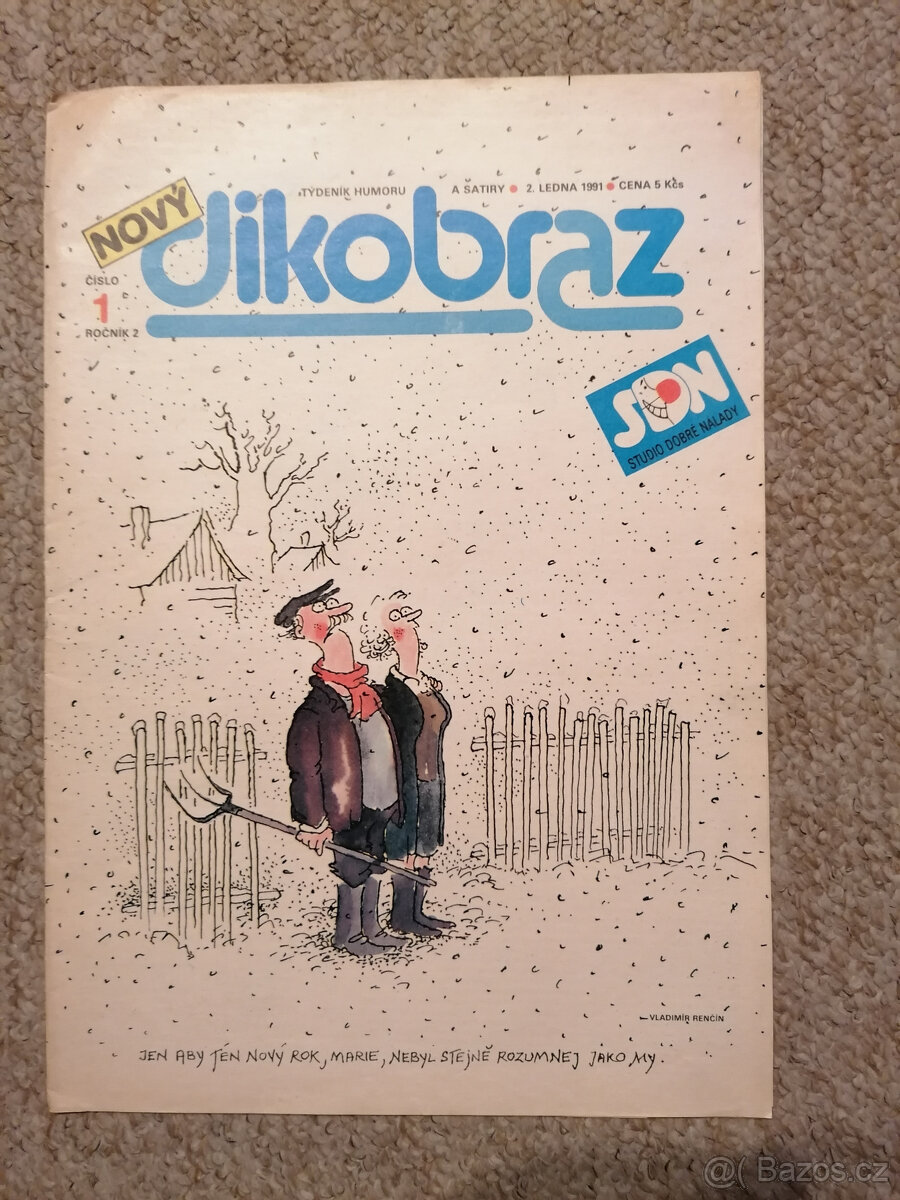 TÝDENÍK HUMORU A SATIRY • 2. LEDNA 1991 • CENA 5 Kčs
NOVÝ
dikobraz
ČÍSLO
1
ROČNÍK 2
SDN
STUDIO DOBRÉ NÁLADY
VLADIMÍR RENČÍN
JEN ABY TEN NOVÝ ROK, MARIE, NEBYL STEJNĚ ROZUMNEJ JAKO MY.
@( Bazoš.cz